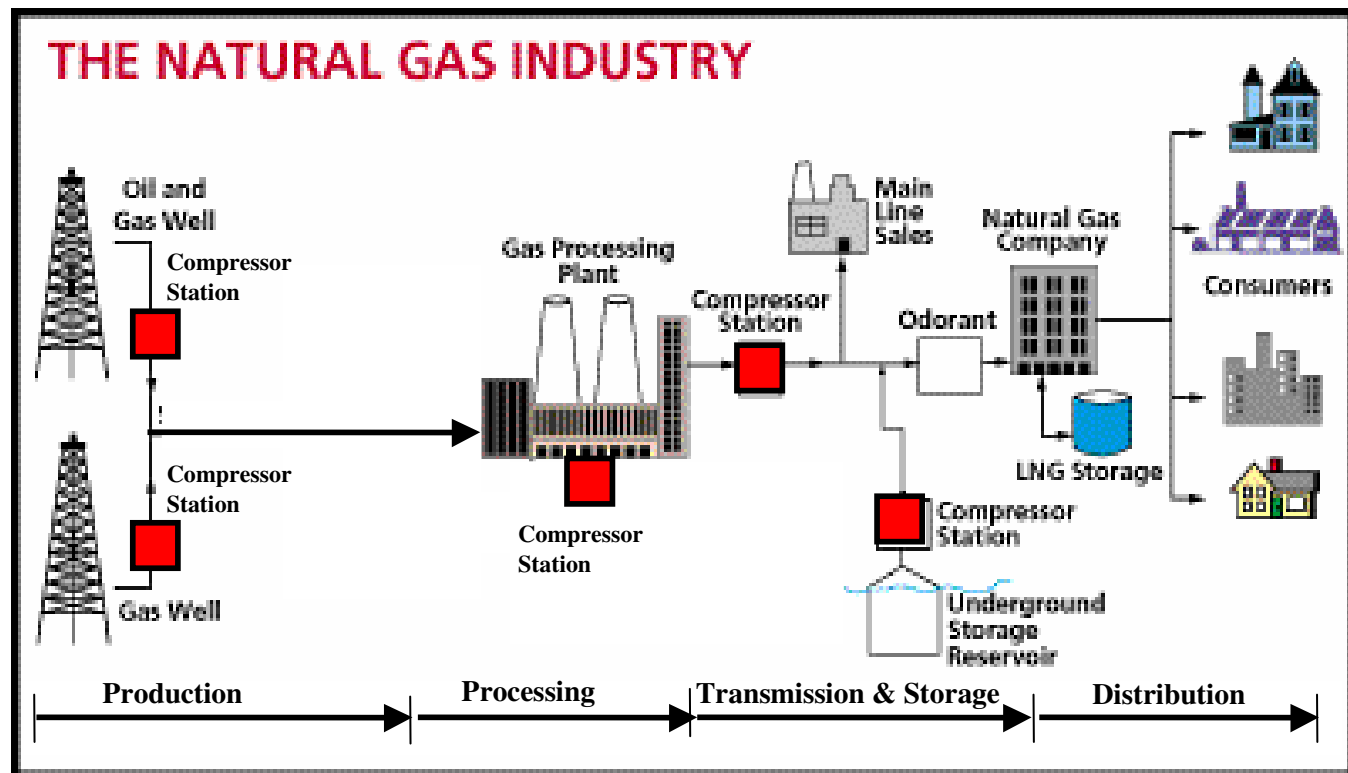 THE NATURAL GAS INDUSTRY
Oil and
Gas Well
Compressor
Station
Compressor
Station
Gas Well
Gas Processing
Plant
Compressor
Station
Compressor
Station
Main
Line
Sales
Odorant
Natural Gas
Company
LNG Storage
Compressor
Station
Underground
Storage
Reservoir
Consumers
Production
Processing
Transmission & Storage
Distribution